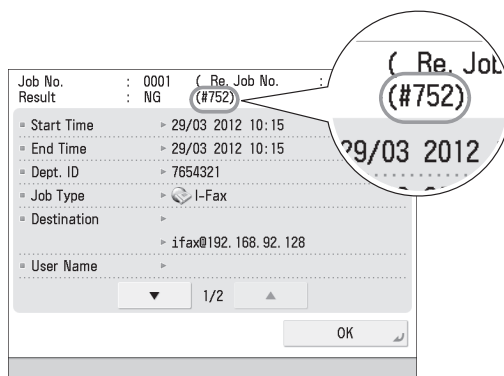 Job No. : 0001 ( Re. Job No. :
Result : NG (#752)
Start Time 29/03 2012 10:15
End Time 29/03 2012 10:15
Dept. ID 7654321
Job Type I-Fax
Destination
ifax@192.168.92.128
User Name
1/2
OK
( Re. Job
(#752)
29/03 2012